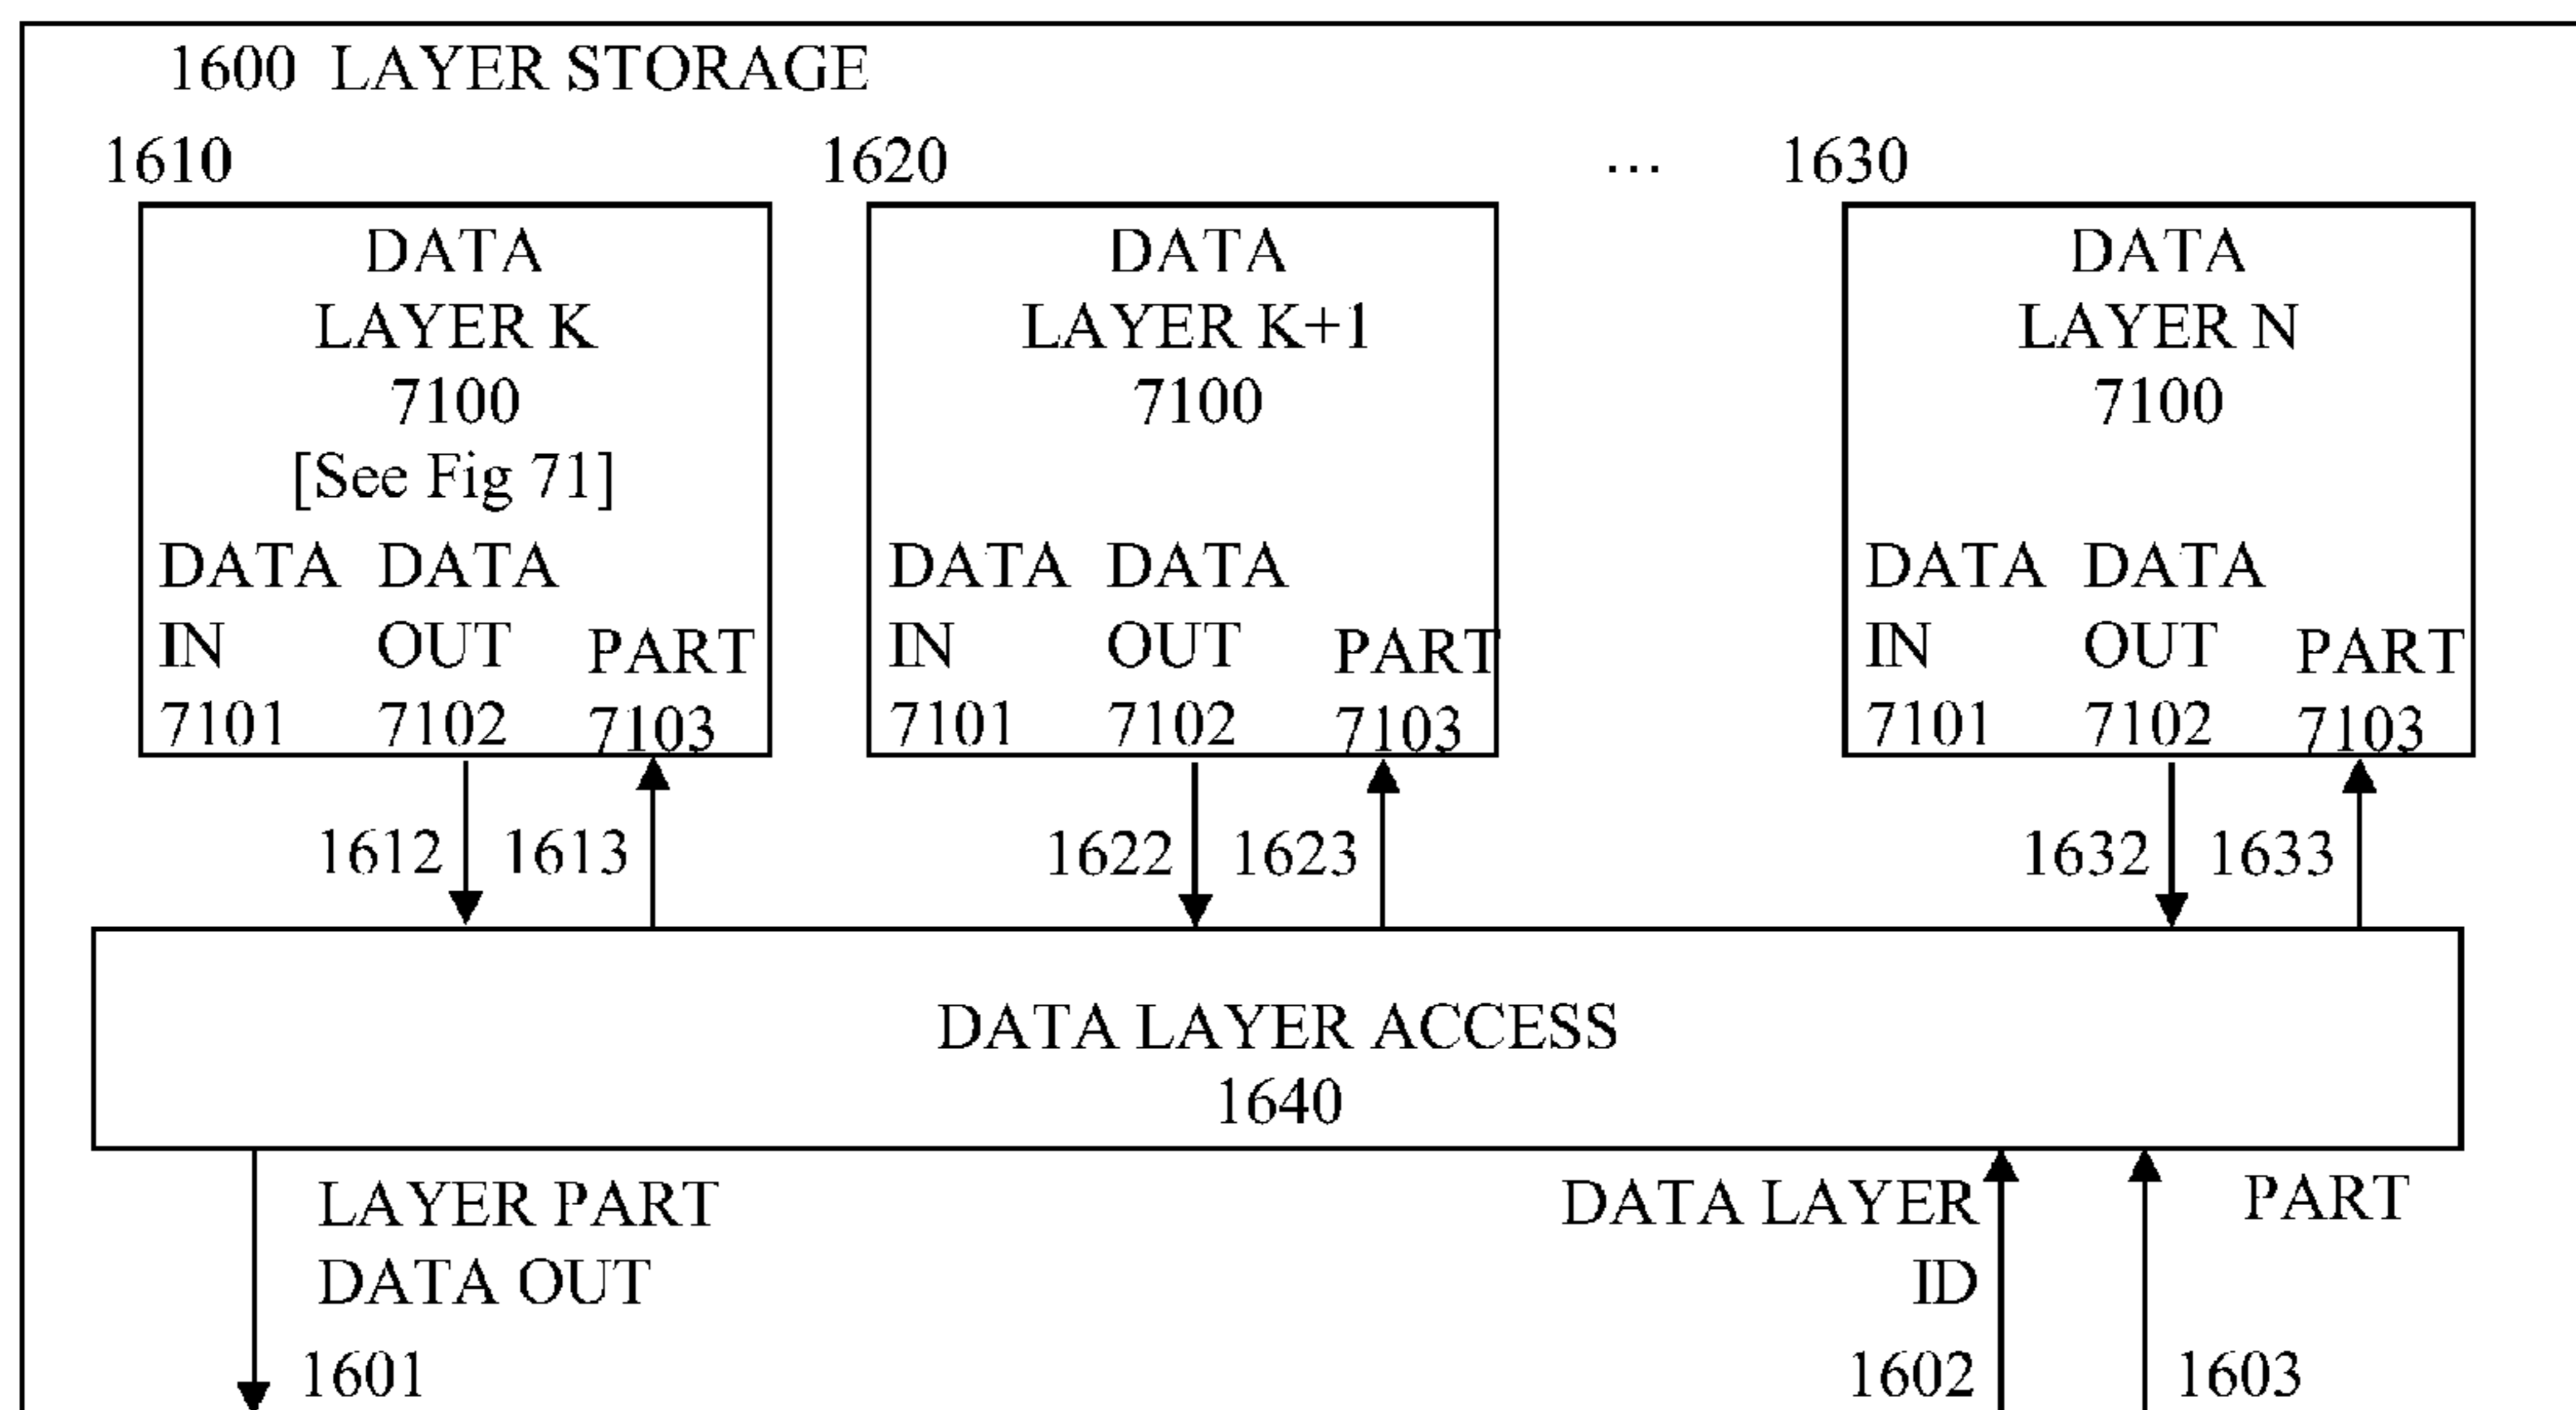 1600 LAYER STORAGE
1610 1620 ... 1630
DATA
LAYER K
7100
[See Fig 71]
DATA DATA
IN OUT PART
7101 7102 7103
DATA
LAYER K+1
7100
DATA DATA
IN OUT PART
7101 7102 7103
DATA
LAYER N
7100
DATA DATA
IN OUT PART
7101 7102 7103
1612 1613 1622 1623 1632 1633
DATA LAYER ACCESS
1640
LAYER PART
DATA OUT
1601
DATA LAYER
ID
1602
PART
1603